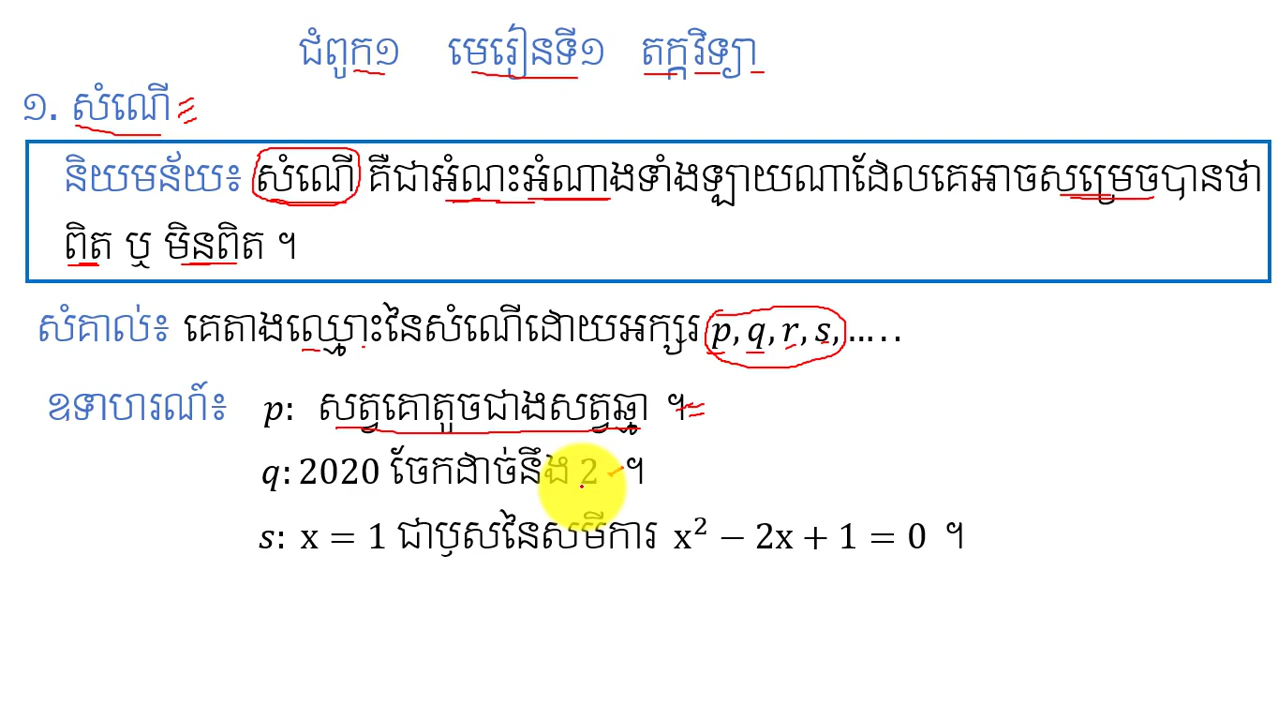 ជំពូក១ មេរៀនទី១ តក្កវិទ្យា
១. សំណើ
និយមន័យ៖ សំណើ គឺជាអំណះអំណាងទាំងឡាយណាដែលគេអាចសម្រេចបានថា
ពិត ឬ មិនពិត ។
សំគាល់៖ គេតាងឈ្មោះនៃសំណើដោយអក្សរ p, q, r, s, .....
ឧទាហរណ៍៖ p: សត្វគោតូចជាងសត្វឆ្មា ។
q: 2020 ចែកដាច់នឹង 2 ។
s: x = 1 ជាឫសនៃសមីការ x² − 2x + 1 = 0 ។